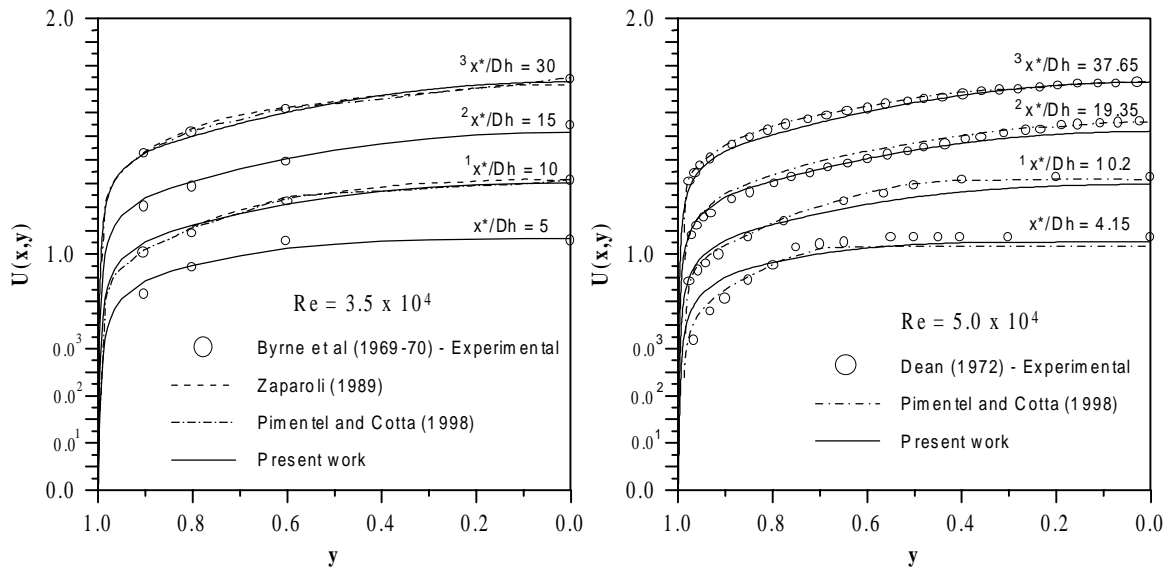 2.0
³x*/Dh = 30
²x*/Dh = 15
¹x*/Dh = 10
x*/Dh = 5
1.0
U(x,y)
Re = 3.5 x 10⁴
0.0³
0.0²
0.0¹
0.0
Byrne et al (1969-70) - Experimental
Zaparoli (1989)
Pimentel and Cotta (1998)
Present work
1.0 0.8 0.6 0.4 0.2 0.0
y
2.0
³x*/Dh = 37.65
²x*/Dh = 19.35
¹x*/Dh = 10.2
x*/Dh = 4.15
1.0
U(x,y)
Re = 5.0 x 10⁴
0.0³
0.0²
0.0¹
0.0
Dean (1972) - Experimental
Pimentel and Cotta (1998)
Present work
1.0 0.8 0.6 0.4 0.2 0.0
y